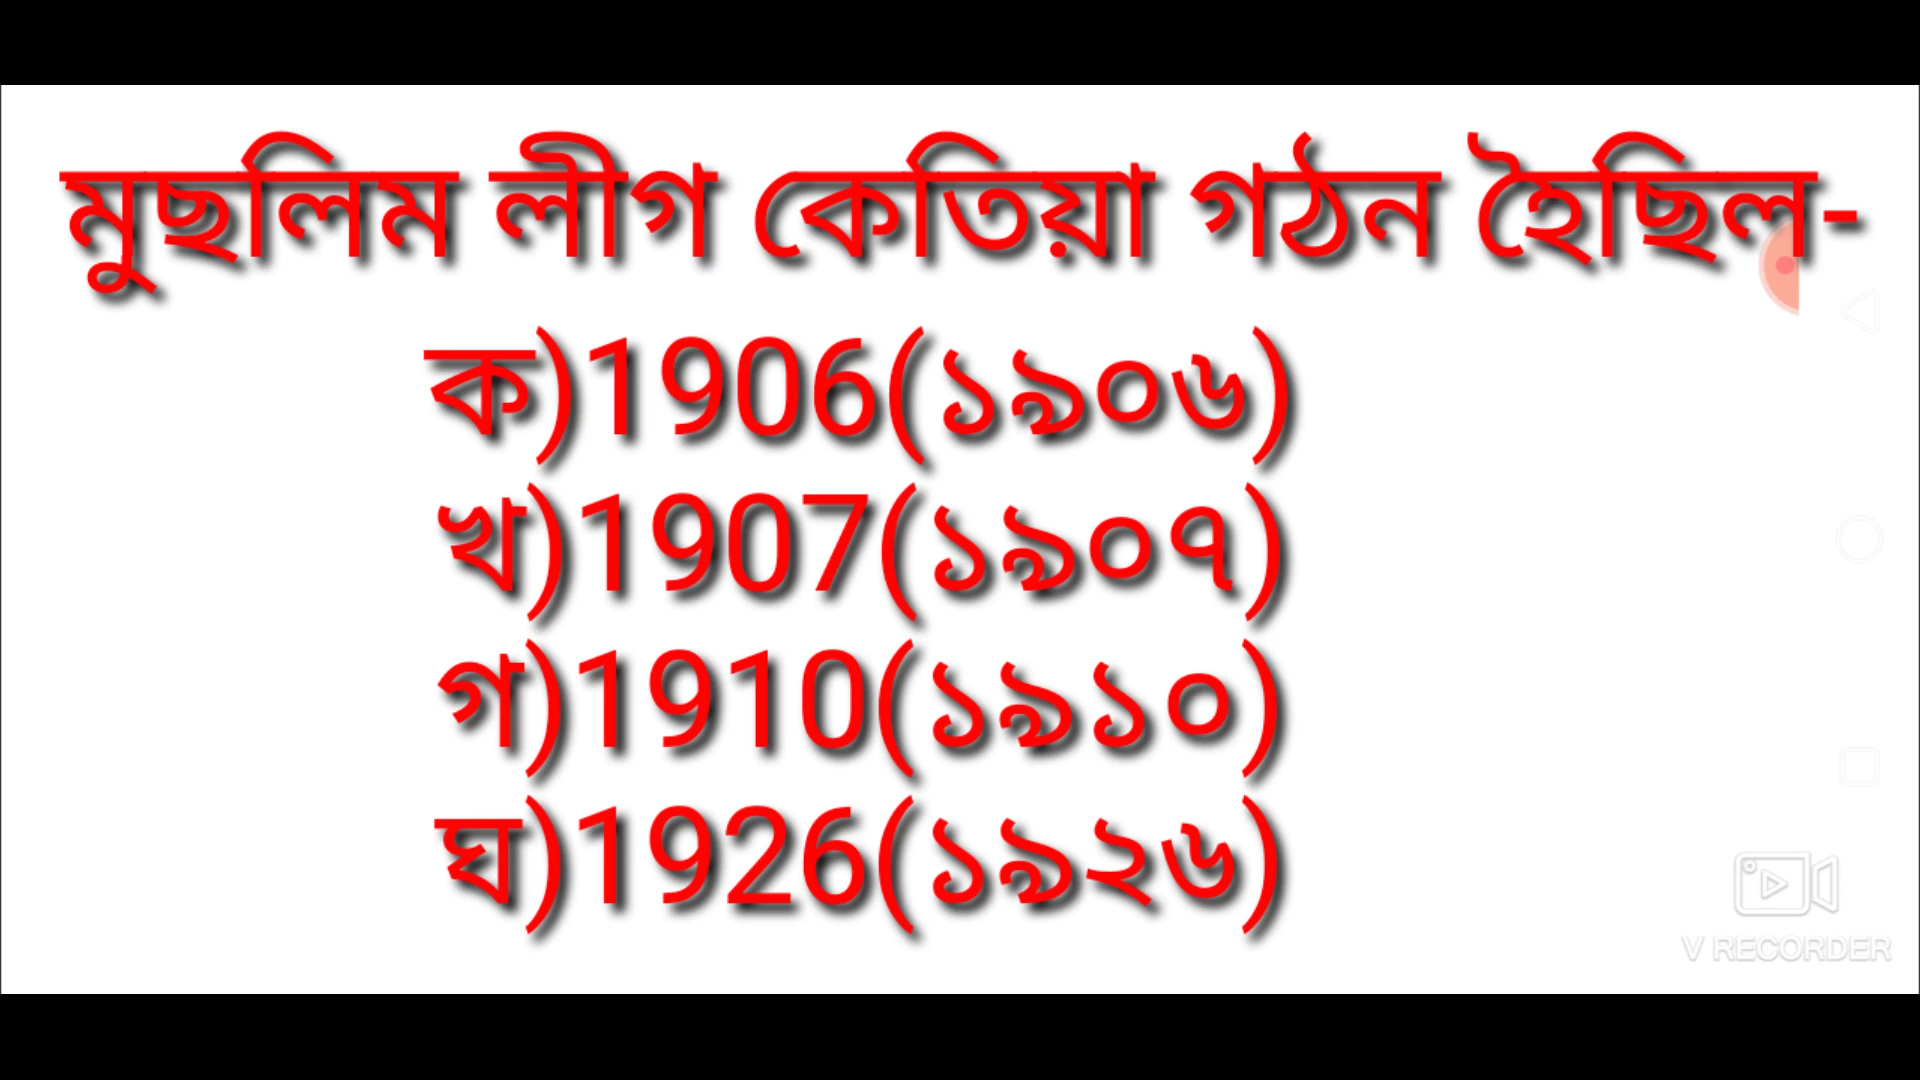 মুছলিম লীগ কেতিয়া গঠন হৈছিল-
ক)1906(১৯০৬)
খ)1907(১৯০৭)
গ)1910(১৯১০)
ঘ)1926(১৯২৬)
V RECORDER